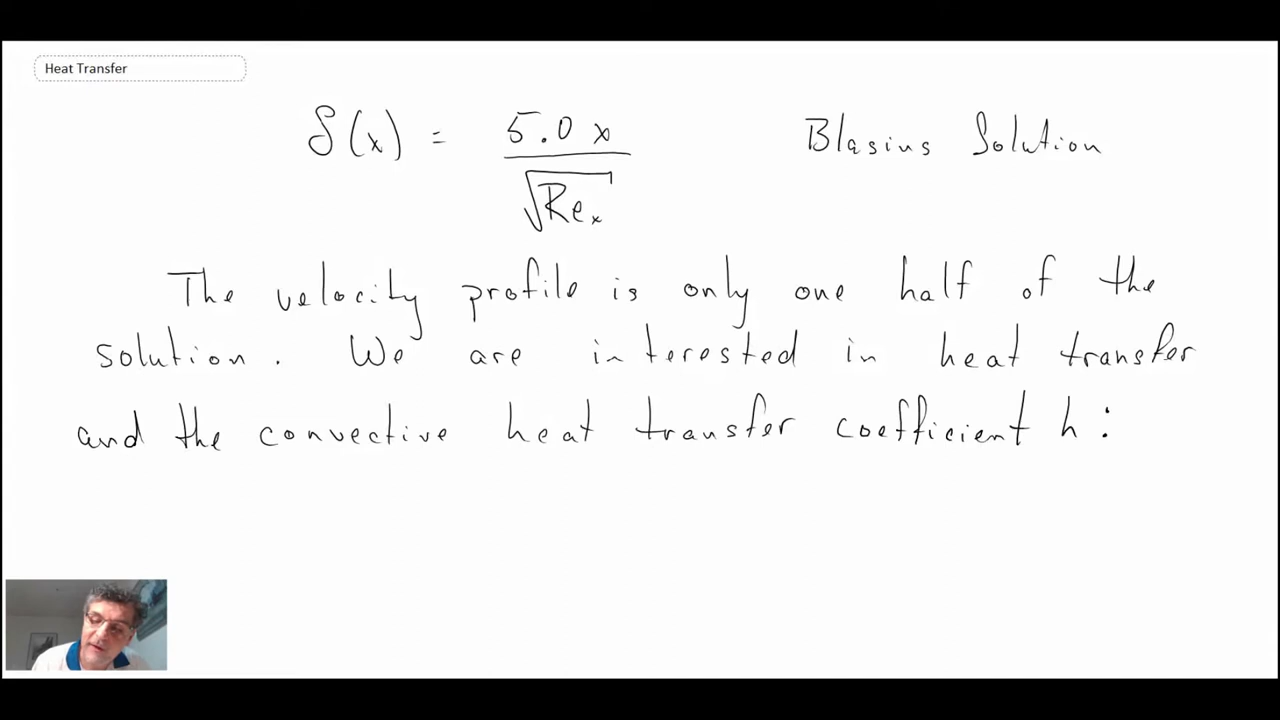 Heat Transfer
δ(x) = 5.0 x / √Reₓ Blasius Solution
The velocity profile is only one half of the
solution. We are interested in heat transfer
and the convective heat transfer coefficient h: